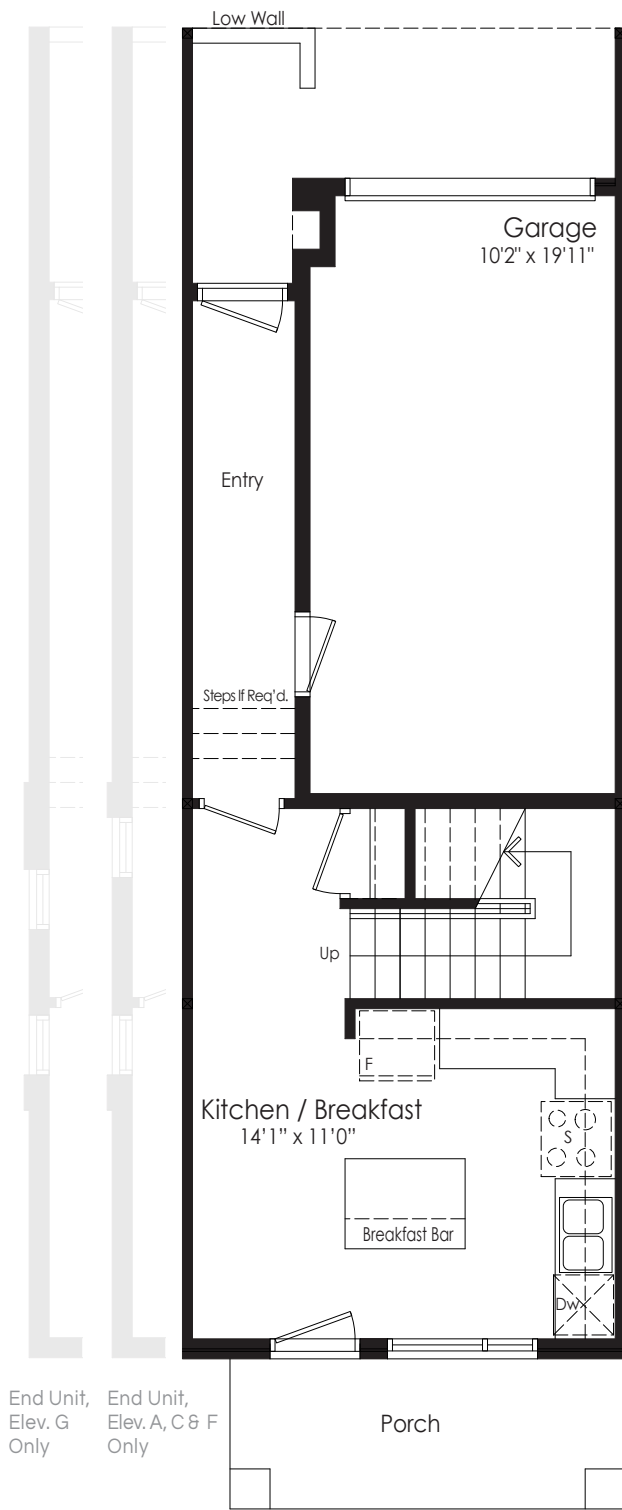 Low Wall
Garage
10'2" x 19'11"
Entry
Steps If Req'd.
Up
F
Kitchen / Breakfast
14'1" x 11'0"
S
Breakfast Bar
Dw
End Unit,
Elev. G
Only
End Unit,
Elev. A, C & F
Only
Porch